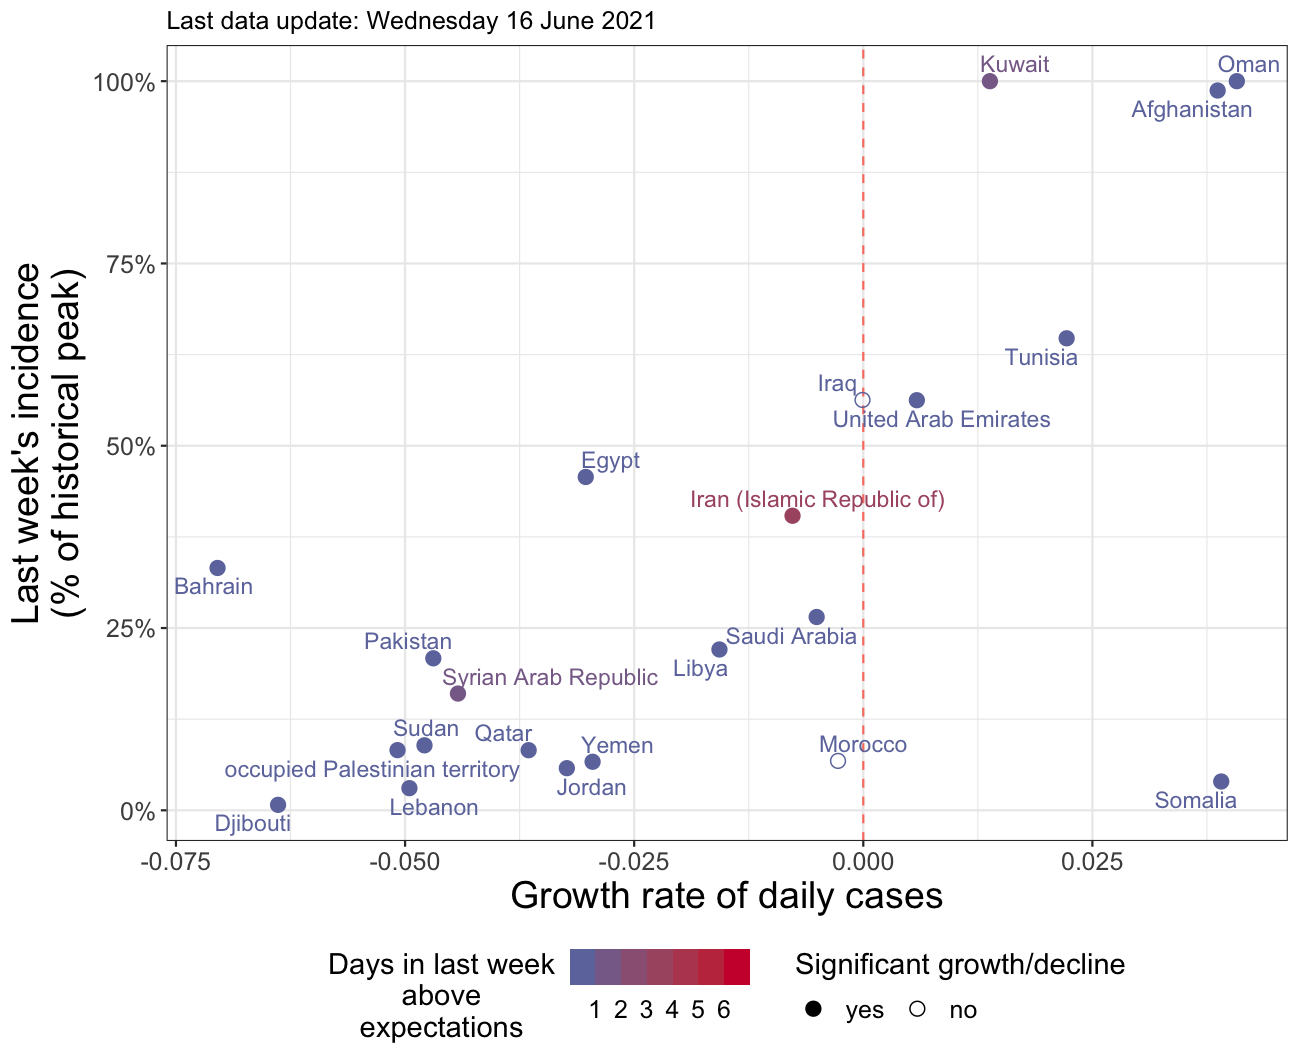 Last data update: Wednesday 16 June 2021
Last week's incidence
(% of historical peak)
100%
75%
50%
25%
0%
Kuwait
Oman
Afghanistan
Tunisia
Iraq
United Arab Emirates
Egypt
Iran (Islamic Republic of)
Bahrain
Saudi Arabia
Pakistan
Libya
Syrian Arab Republic
Sudan
Qatar
Yemen
Morocco
occupied Palestinian territory
Jordan
Somalia
Lebanon
Djibouti
-0.075
-0.050
-0.025
0.000
0.025
Growth rate of daily cases
Days in last week
above
expectations
1 2 3 4 5 6
Significant growth/decline
yes
no